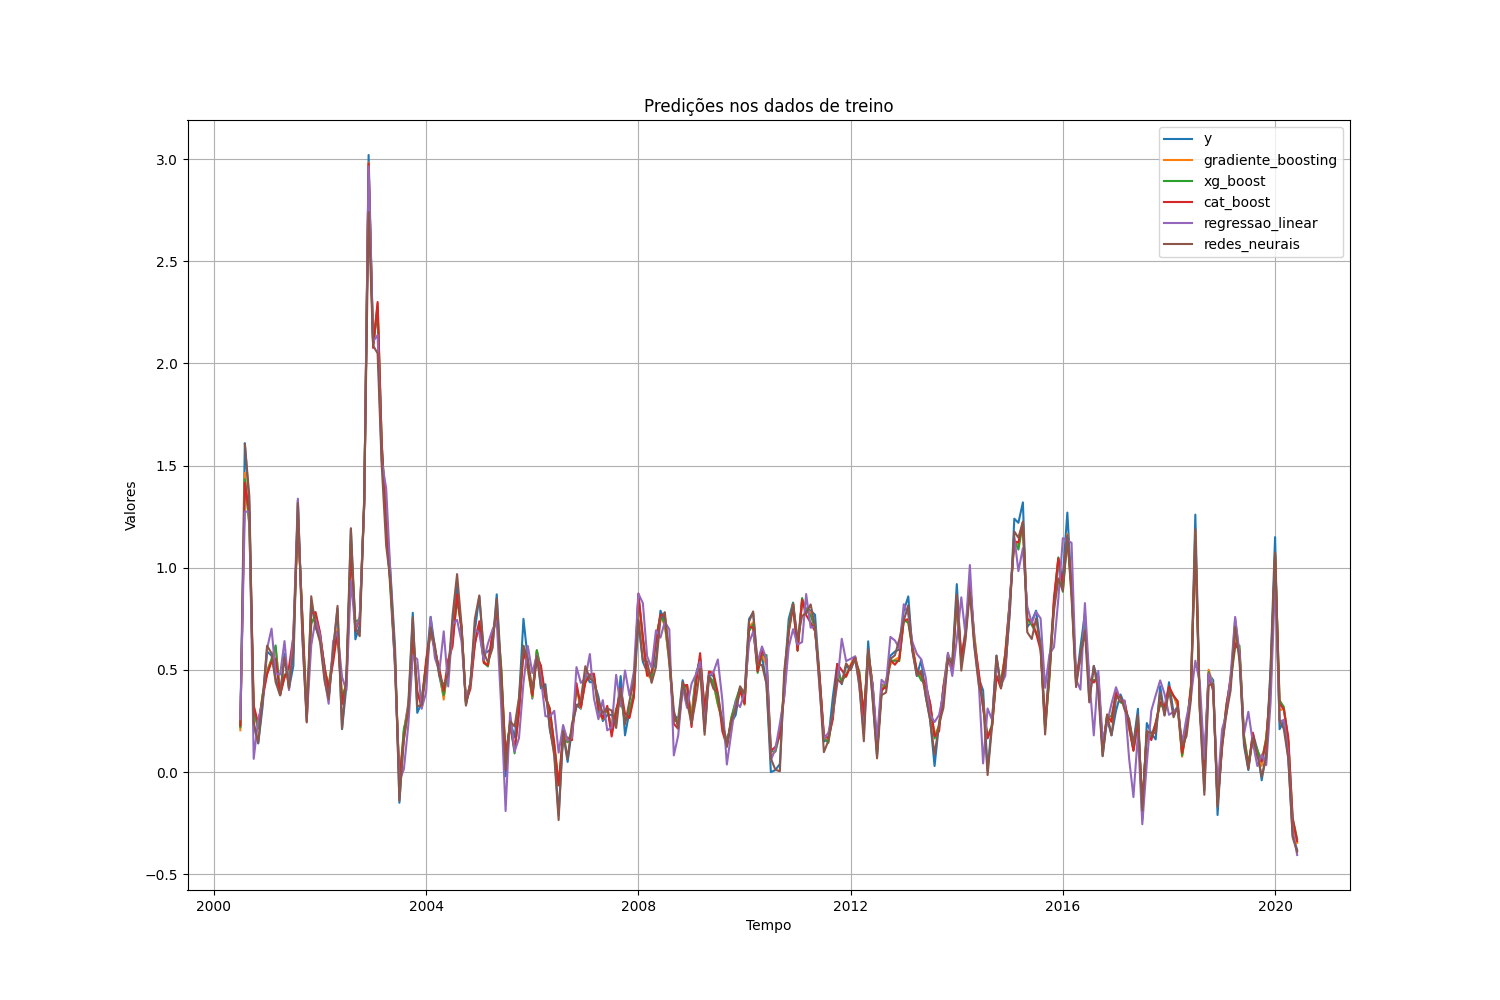 Predições nos dados de treino
y
gradiente_boosting
xg_boost
cat_boost
regressao_linear
redes_neurais
Valores
3.0
2.5
2.0
1.5
1.0
0.5
0.0
−0.5
2000
2004
2008
2012
2016
2020
Tempo